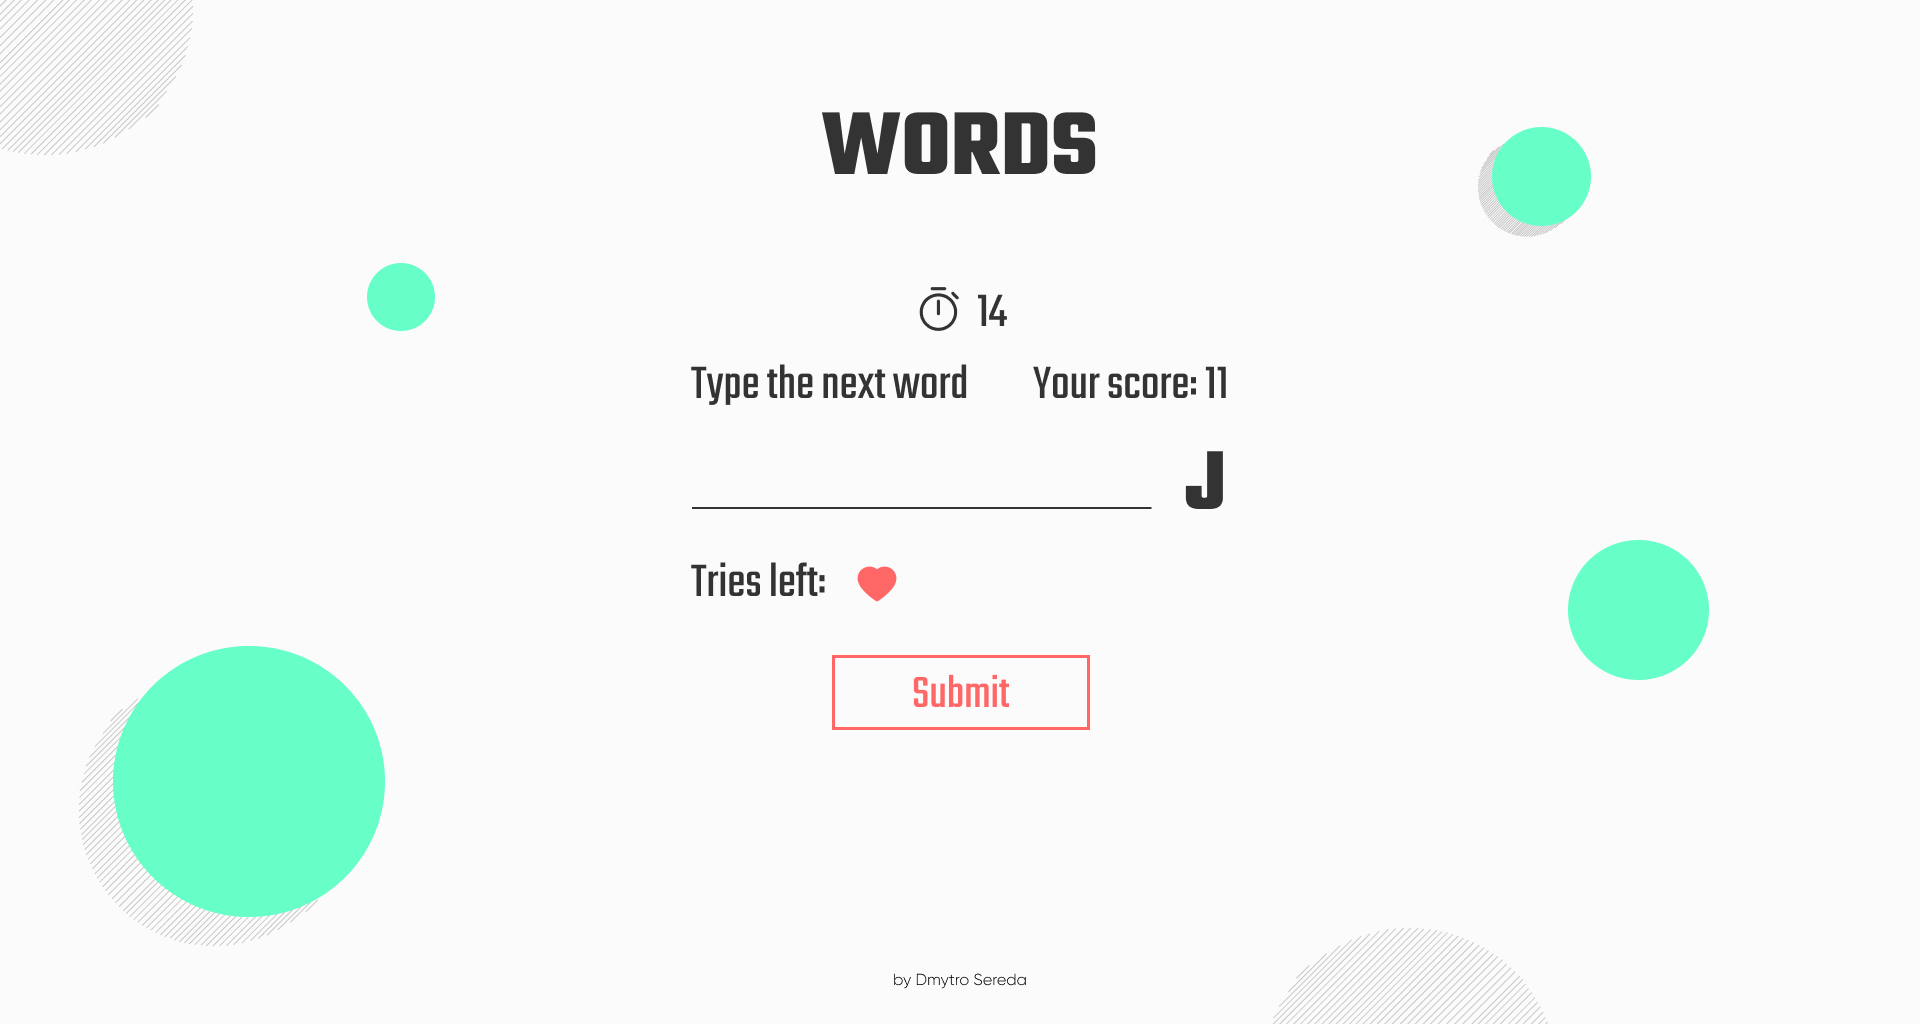 WORDS
14
Type the next word
Your score: 11
J
Tries left:
Submit
by Dmytro Sereda